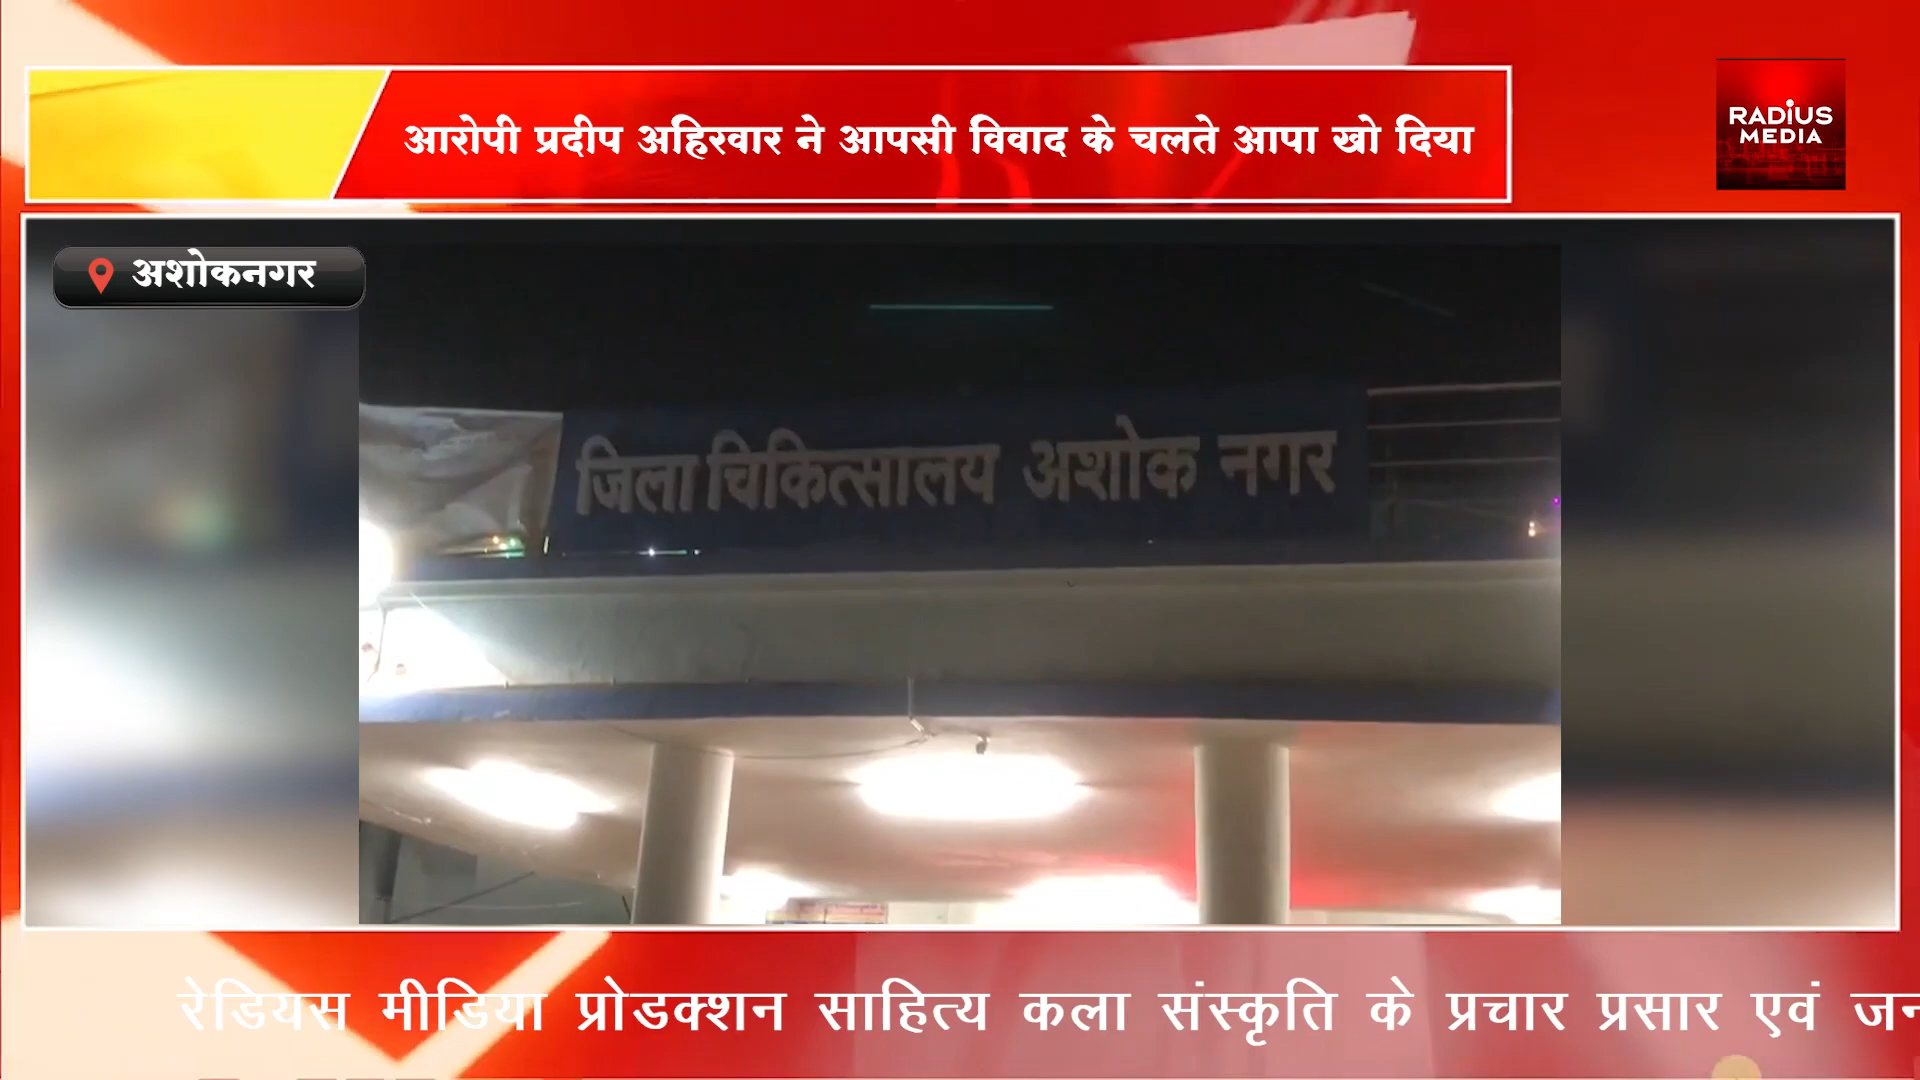 आरोपी प्रदीप अहिरवार ने आपसी विवाद के चलते आपा खो दिया
RADIUS
MEDIA
अशोकनगर
जिला चिकित्सालय अशोक नगर
रेडियस मीडिया प्रोडक्शन साहित्य कला संस्कृति के प्रचार प्रसार एवं